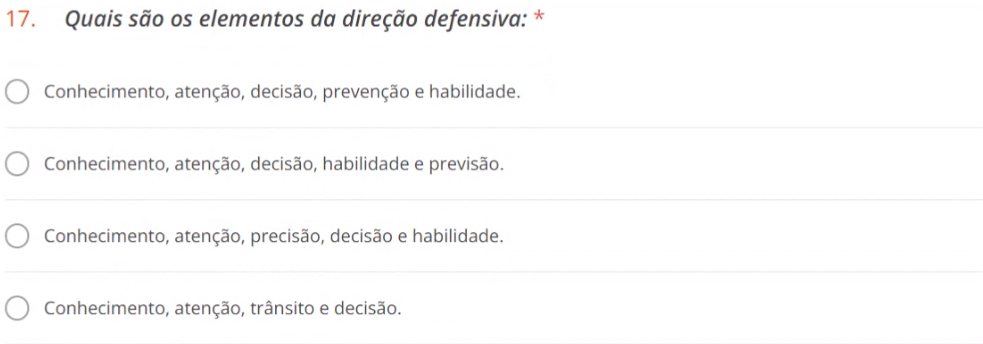 17. Quais são os elementos da direção defensiva: *
Conhecimento, atenção, decisão, prevenção e habilidade.
Conhecimento, atenção, decisão, habilidade e previsão.
Conhecimento, atenção, precisão, decisão e habilidade.
Conhecimento, atenção, trânsito e decisão.